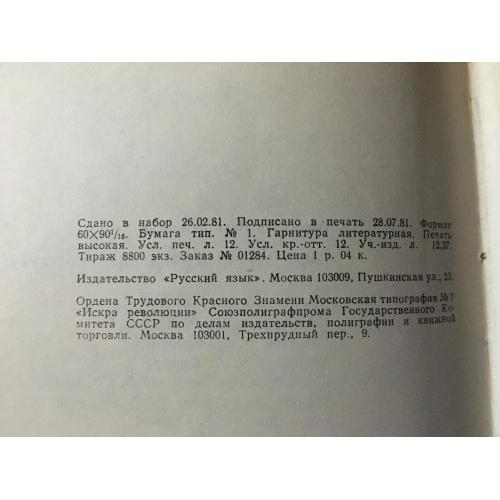 Сдано в набор 26.02.81. Подписано в печать 28.07.81. Формат
60×90¹/₁₆. Бумага тип. № 1. Гарнитура литературная. Печать
высокая. Усл. печ. л. 12. Усл. кр.-отт. 12. Уч.-изд. л. 12,37.
Тираж 8800 экз. Заказ № 01284. Цена 1 р. 04 к.
Издательство «Русский язык». Москва 103009, Пушкинская ул., 23.
Ордена Трудового Красного Знамени Московская типография № 7
«Искра революции» Союзполиграфпрома Государственного Ко-
митета СССР по делам издательств, полиграфии и книжной
торговли. Москва 103001, Трехпрудный пер., 9.